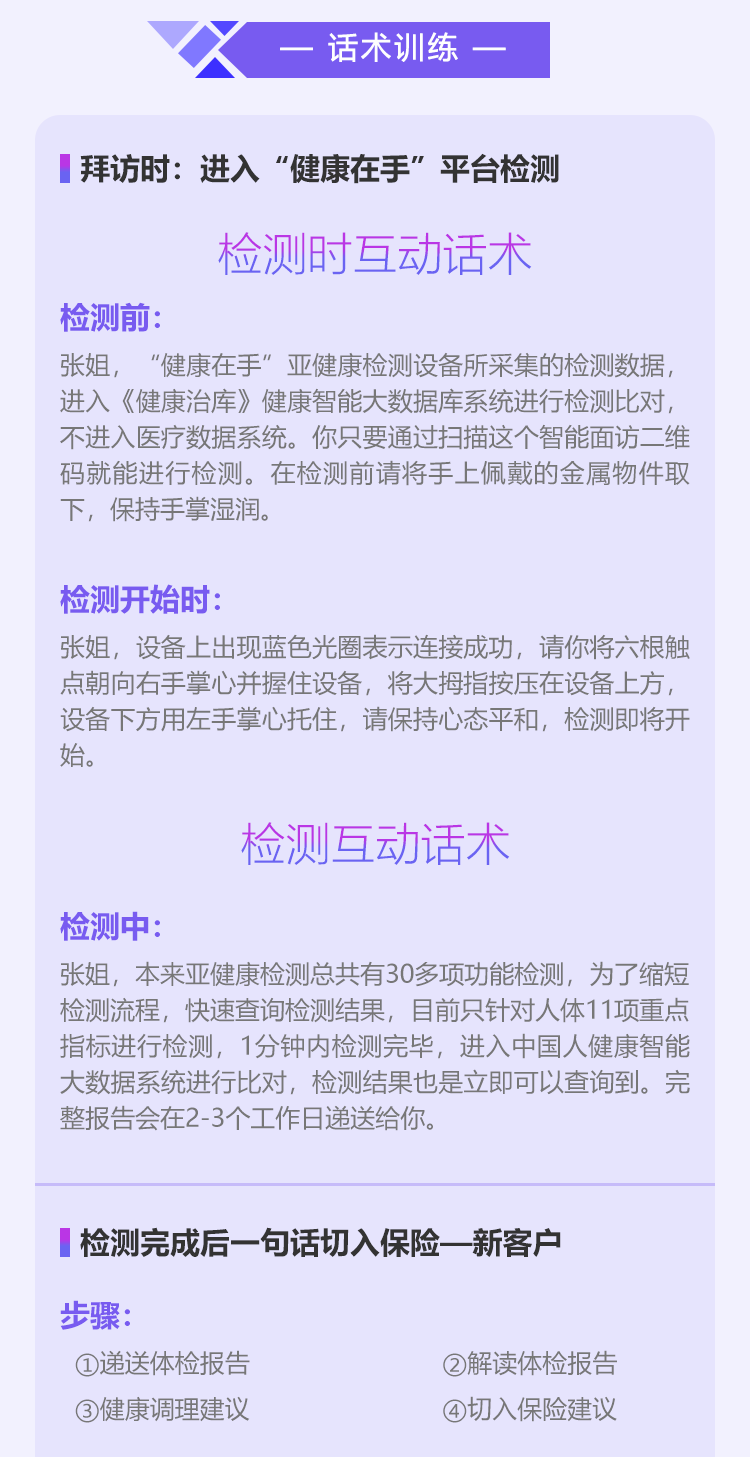 — 话术训练 —
拜访时：进入“健康在手”平台检测
检测时互动话术
检测前：
张姐，“健康在手”亚健康检测设备所采集的检测数据，
进入《健康治库》健康智能大数据库系统进行检测比对，
不进入医疗数据系统。你只要通过扫描这个智能面访二维
码就能进行检测。在检测前请将手上佩戴的金属物件取
下，保持手掌湿润。
检测开始时：
张姐，设备上出现蓝色光圈表示连接成功，请你将六根触
点朝向右手掌心并握住设备，将大拇指按压在设备上方，
设备下方用左手掌心托住，请保持心态平和，检测即将开
始。
检测互动话术
检测中：
张姐，本来亚健康检测总共有30多项功能检测，为了缩短
检测流程，快速查询检测结果，目前只针对人体11项重点
指标进行检测，1分钟内检测完毕，进入中国人健康智能
大数据系统进行比对，检测结果也是立即可以查询到。完
整报告会在2-3个工作日递送给你。
检测完成后一句话切入保险—新客户
步骤：
①递送体检报告 ②解读体检报告
③健康调理建议 ④切入保险建议